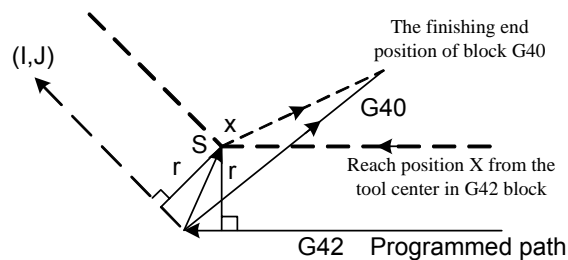 The finishing end
position of block G40
(I,J)
G40
x
S
r
r
Reach position X from the
tool center in G42 block
G42 Programmed path